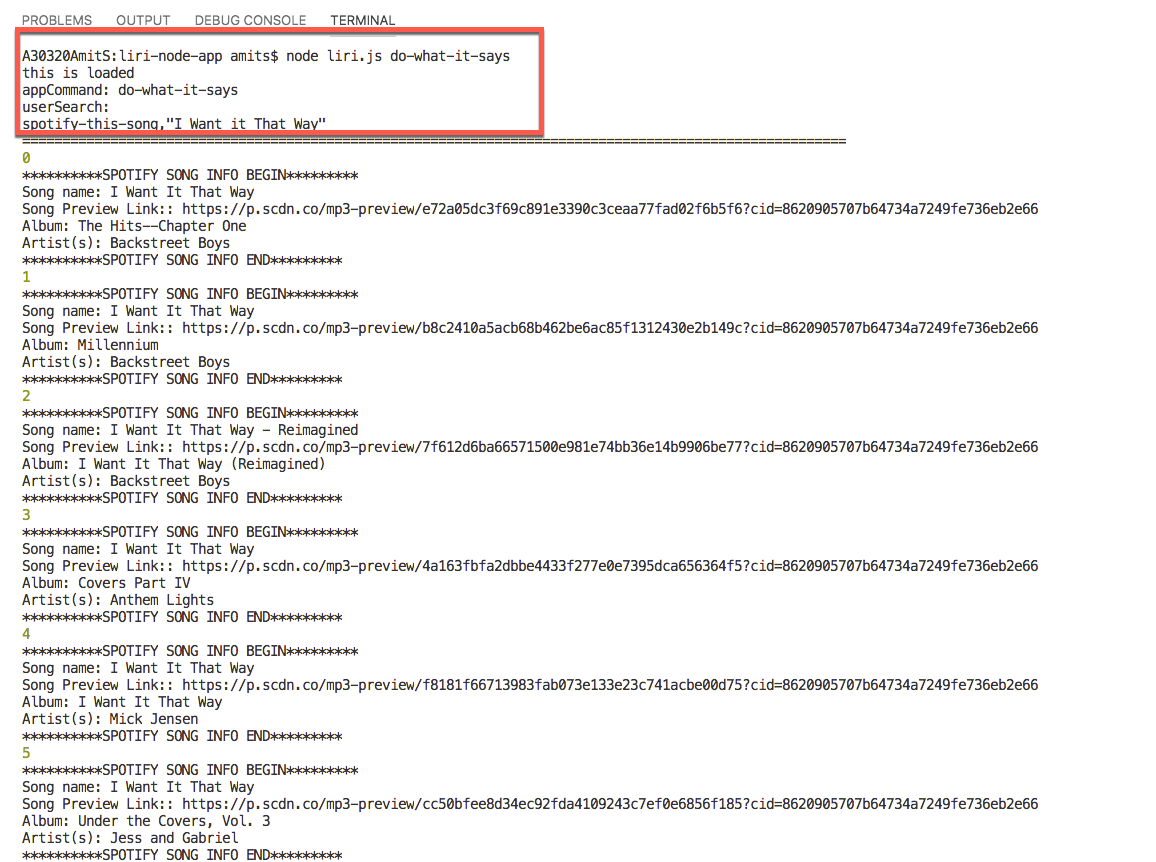 PROBLEMS OUTPUT DEBUG CONSOLE TERMINAL
A30320AmitS:liri-node-app amits$ node liri.js do-what-it-says
this is loaded
appCommand: do-what-it-says
userSearch:
spotify-this-song,"I Want it That Way"
=======================================================================================================
0
**********SPOTIFY SONG INFO BEGIN*********
Song name: I Want It That Way
Song Preview Link:: https://p.scdn.co/mp3-preview/e72a05dc3f69c891e3390c3ceaa77fad02f6b5f6?cid=8620905707b64734a7249fe736eb2e66
Album: The Hits--Chapter One
Artist(s): Backstreet Boys
**********SPOTIFY SONG INFO END*********
1
**********SPOTIFY SONG INFO BEGIN*********
Song name: I Want It That Way
Song Preview Link:: https://p.scdn.co/mp3-preview/b8c2410a5acb68b462be6ac85f1312430e2b149c?cid=8620905707b64734a7249fe736eb2e66
Album: Millennium
Artist(s): Backstreet Boys
**********SPOTIFY SONG INFO END*********
2
**********SPOTIFY SONG INFO BEGIN*********
Song name: I Want It That Way - Reimagined
Song Preview Link:: https://p.scdn.co/mp3-preview/7f612d6ba66571500e981e74bb36e14b9906be77?cid=8620905707b64734a7249fe736eb2e66
Album: I Want It That Way (Reimagined)
Artist(s): Backstreet Boys
**********SPOTIFY SONG INFO END*********
3
**********SPOTIFY SONG INFO BEGIN*********
Song name: I Want It That Way
Song Preview Link:: https://p.scdn.co/mp3-preview/4a163fbfa2dbbe4433f277e0e7395dca656364f5?cid=8620905707b64734a7249fe736eb2e66
Album: Covers Part IV
Artist(s): Anthem Lights
**********SPOTIFY SONG INFO END*********
4
**********SPOTIFY SONG INFO BEGIN*********
Song name: I Want It That Way
Song Preview Link:: https://p.scdn.co/mp3-preview/f8181f66713983fab073e133e23c741acbe00d75?cid=8620905707b64734a7249fe736eb2e66
Album: I Want It That Way
Artist(s): Mick Jensen
**********SPOTIFY SONG INFO END*********
5
**********SPOTIFY SONG INFO BEGIN*********
Song name: I Want It That Way
Song Preview Link:: https://p.scdn.co/mp3-preview/cc50bfee8d34ec92fda4109243c7ef0e6856f185?cid=8620905707b64734a7249fe736eb2e66
Album: Under the Covers, Vol. 3
Artist(s): Jess and Gabriel
**********SPOTIFY SONG INFO END*********